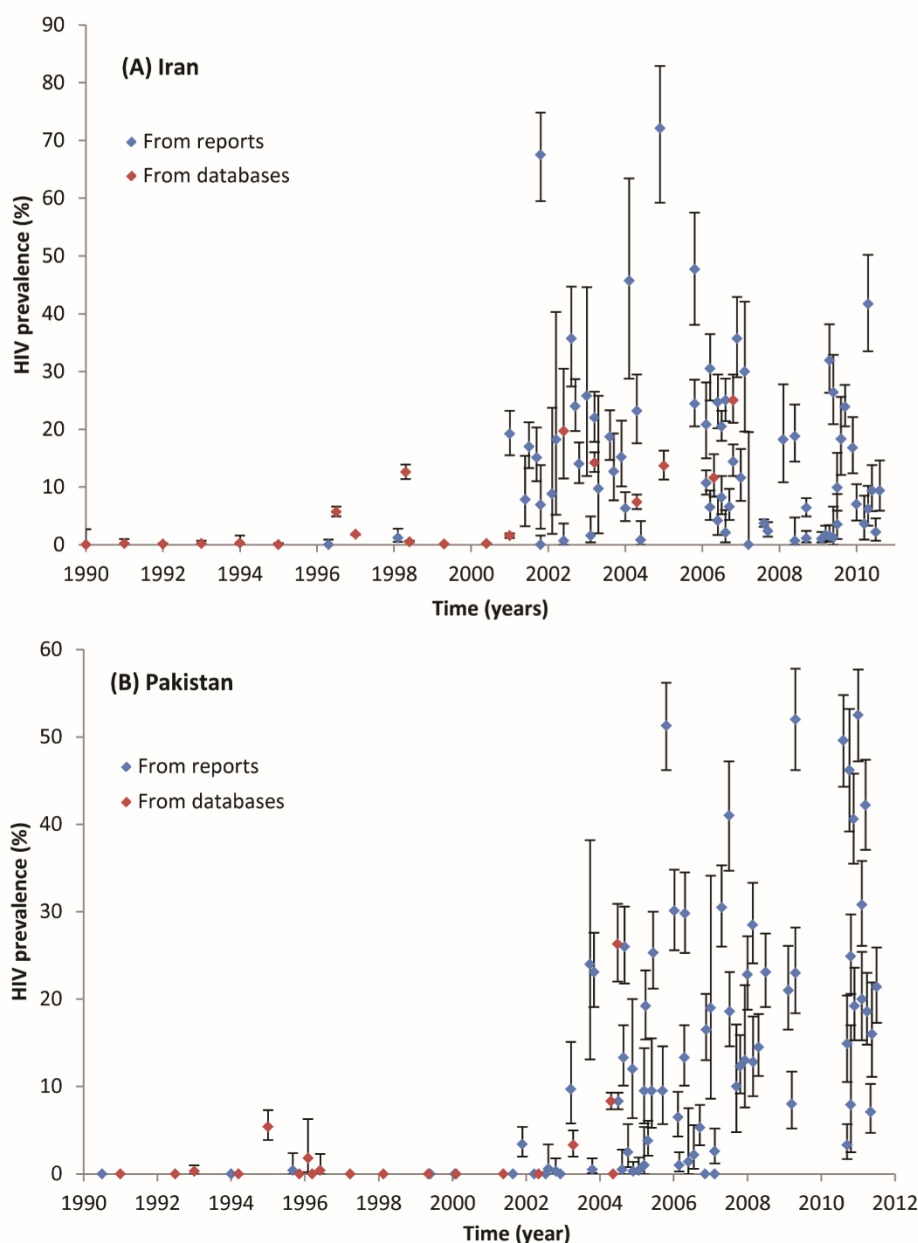 90
80
70
60
50
40
30
20
10
0
HIV prevalence (%)
(A) Iran
From reports
From databases
1990 1992 1994 1996 1998 2000 2002 2004 2006 2008 2010
Time (years)
60
50
40
30
20
10
0
HIV prevalence (%)
(B) Pakistan
From reports
From databases
1990 1992 1994 1996 1998 2000 2002 2004 2006 2008 2010 2012
Time (year)